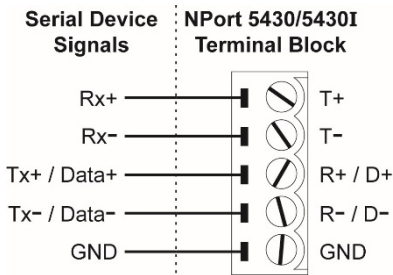 Serial Device Signals
NPort 5430/5430I Terminal Block
Rx+ T+
Rx− T−
Tx+ / Data+ R+ / D+
Tx− / Data− R− / D−
GND GND